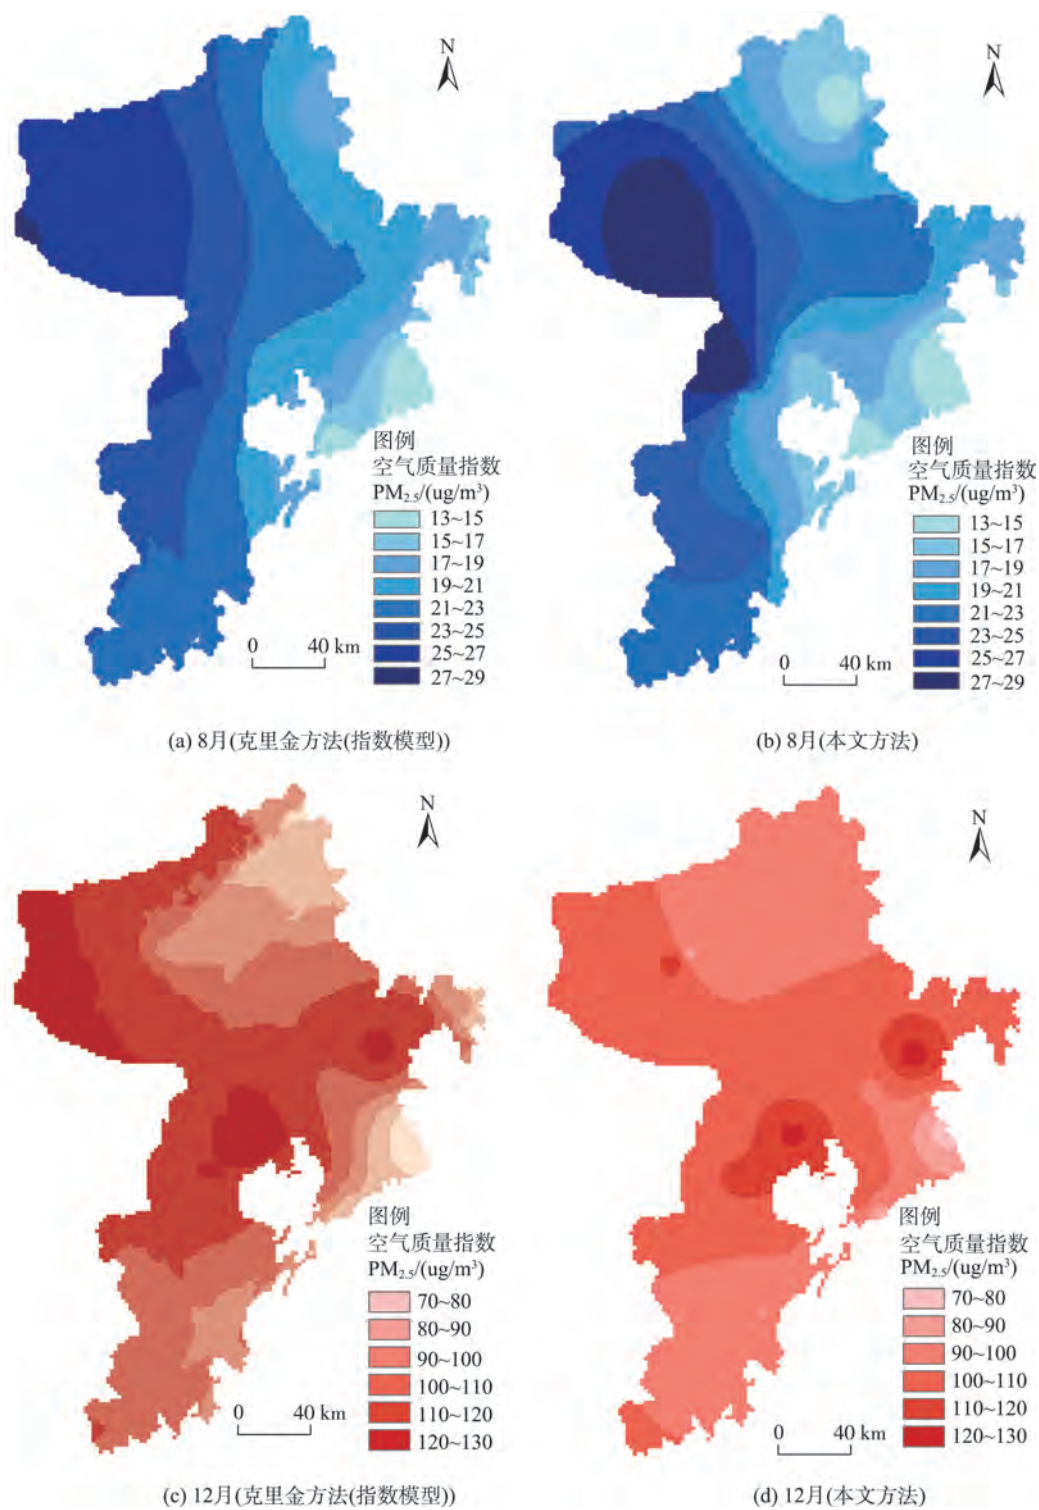 N
图例
空气质量指数
PM2.5/(ug/m³)
13~15
15~17
17~19
19~21
21~23
23~25
25~27
27~29
0 40 km
(a) 8月(克里金方法(指数模型))
N
图例
空气质量指数
PM2.5/(ug/m³)
13~15
15~17
17~19
19~21
21~23
23~25
25~27
27~29
0 40 km
(b) 8月(本文方法)
N
图例
空气质量指数
PM2.5/(ug/m³)
70~80
80~90
90~100
100~110
110~120
120~130
0 40 km
(c) 12月(克里金方法(指数模型))
N
图例
空气质量指数
PM2.5/(ug/m³)
70~80
80~90
90~100
100~110
110~120
120~130
0 40 km
(d) 12月(本文方法)